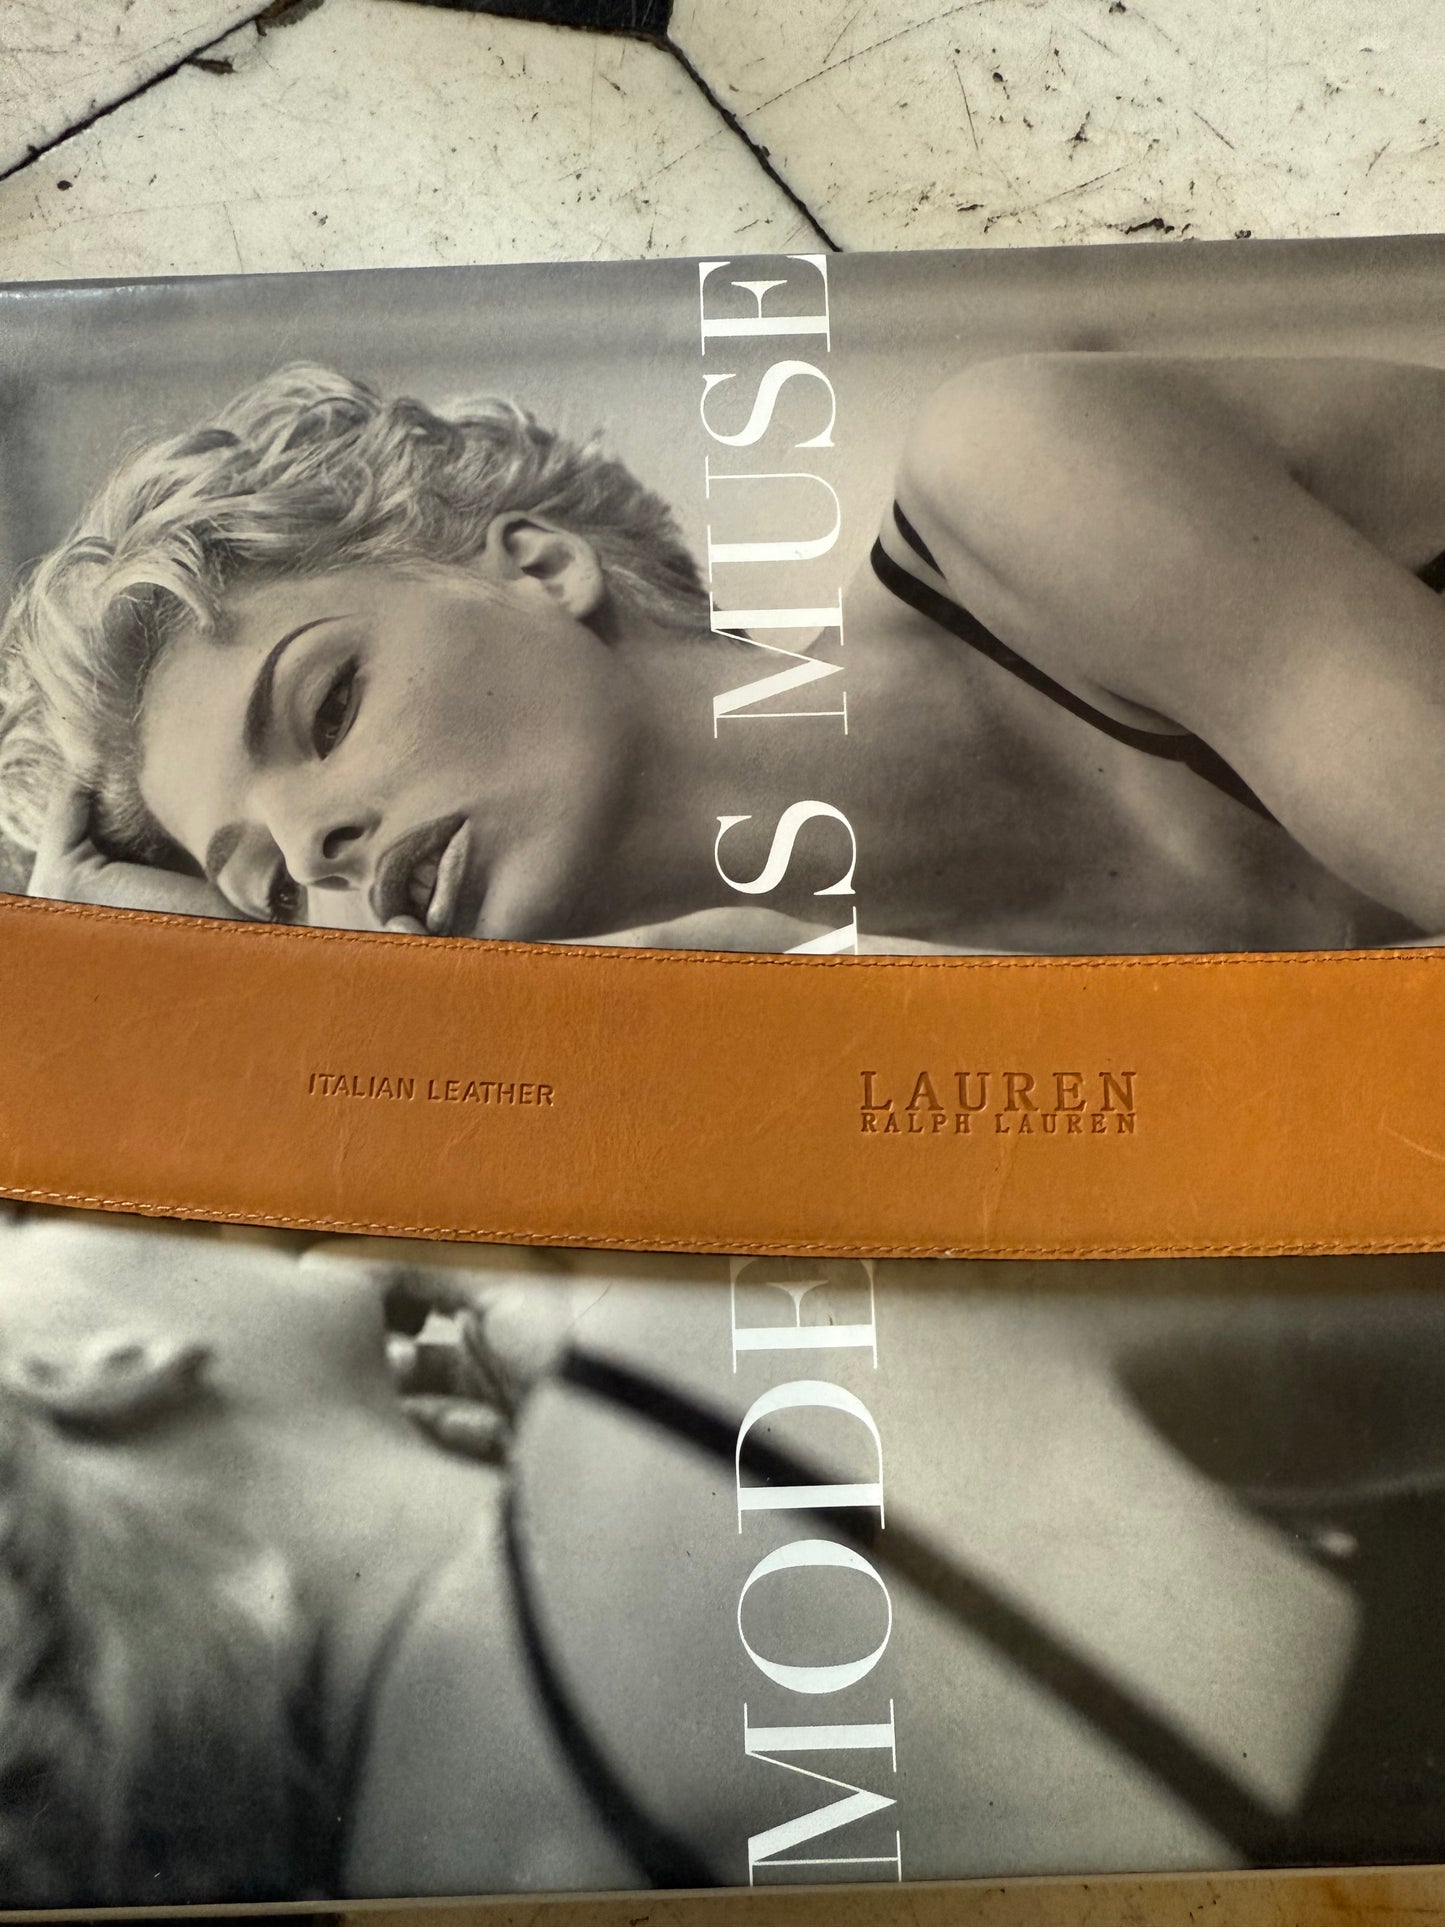 MODE AS MUSE
ITALIAN LEATHER
LAUREN
RALPH LAUREN